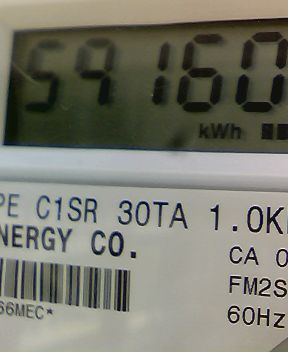 59160
kWh
PE C1SR 30TA 1.0K
NERGY CO.
CA 0
FM2S
66MEC*
60Hz